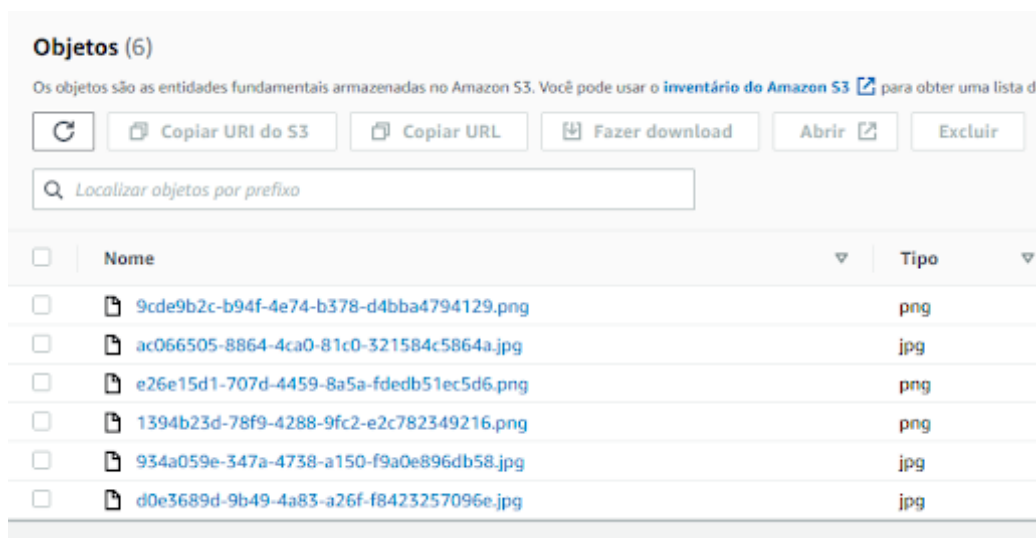 Objetos (6)
Os objetos são as entidades fundamentais armazenadas no Amazon S3. Você pode usar o inventário do Amazon S3 para obter uma lista d
Copiar URI do S3 Copiar URL Fazer download Abrir Excluir
Localizar objetos por prefixo
Nome Tipo
9cde9b2c-b94f-4e74-b378-d4bba4794129.png png
ac066505-8864-4ca0-81c0-321584c5864a.jpg jpg
e26e15d1-707d-4459-8a5a-fdedb51ec5d6.png png
1394b23d-78f9-4288-9fc2-e2c782349216.png png
934a059e-347a-4738-a150-f9a0e896db58.jpg jpg
d0e3689d-9b49-4a83-a26f-f8423257096e.jpg jpg